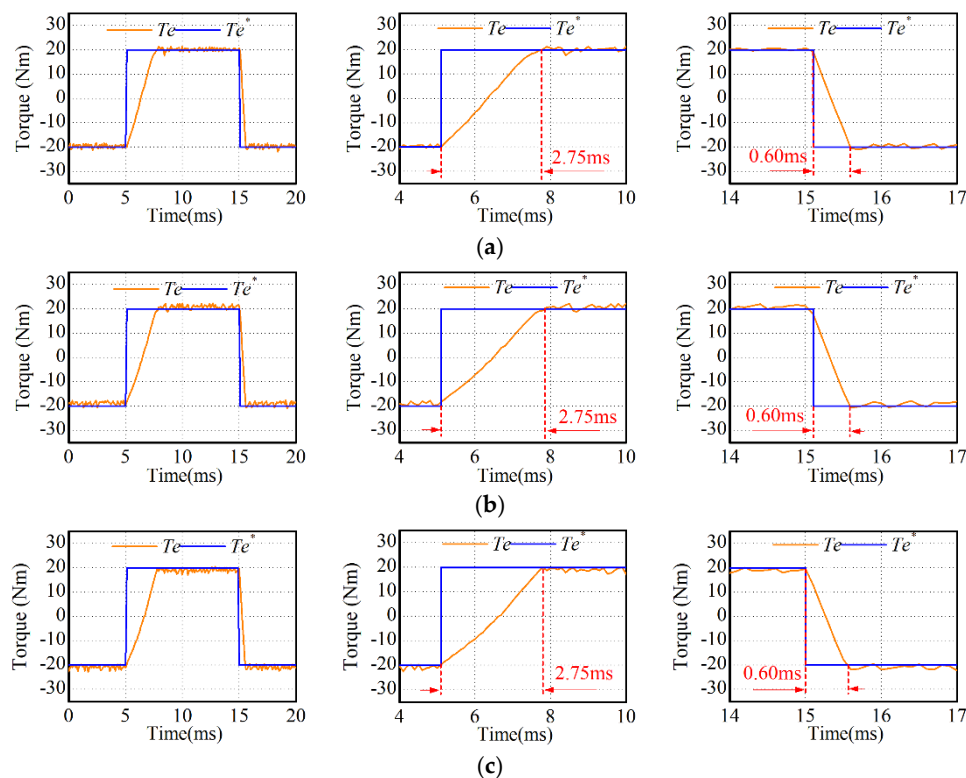 Te Te*
Torque (Nm)
30
20
10
0
-10
-20
-30
0 5 10 15 20
Time(ms)
Te Te*
Torque (Nm)
30
20
10
0
-10
-20
-30
2.75ms
4 6 8 10
Time(ms)
Te Te*
Torque (Nm)
30
20
10
0
-10
-20
-30
0.60ms
14 15 16 17
Time(ms)
(a)
Te Te*
Torque (Nm)
30
20
10
0
-10
-20
-30
0 5 10 15 20
Time(ms)
Te Te*
Torque (Nm)
30
20
10
0
-10
-20
-30
2.75ms
4 6 8 10
Time(ms)
Te Te*
Torque (Nm)
30
20
10
0
-10
-20
-30
0.60ms
14 15 16 17
Time(ms)
(b)
Te Te*
Torque (Nm)
30
20
10
0
-10
-20
-30
0 5 10 15 20
Time(ms)
Te Te*
Torque (Nm)
30
20
10
0
-10
-20
-30
2.75ms
4 6 8 10
Time(ms)
Te Te*
Torque (Nm)
30
20
10
0
-10
-20
-30
0.60ms
14 15 16 17
Time(ms)
(c)